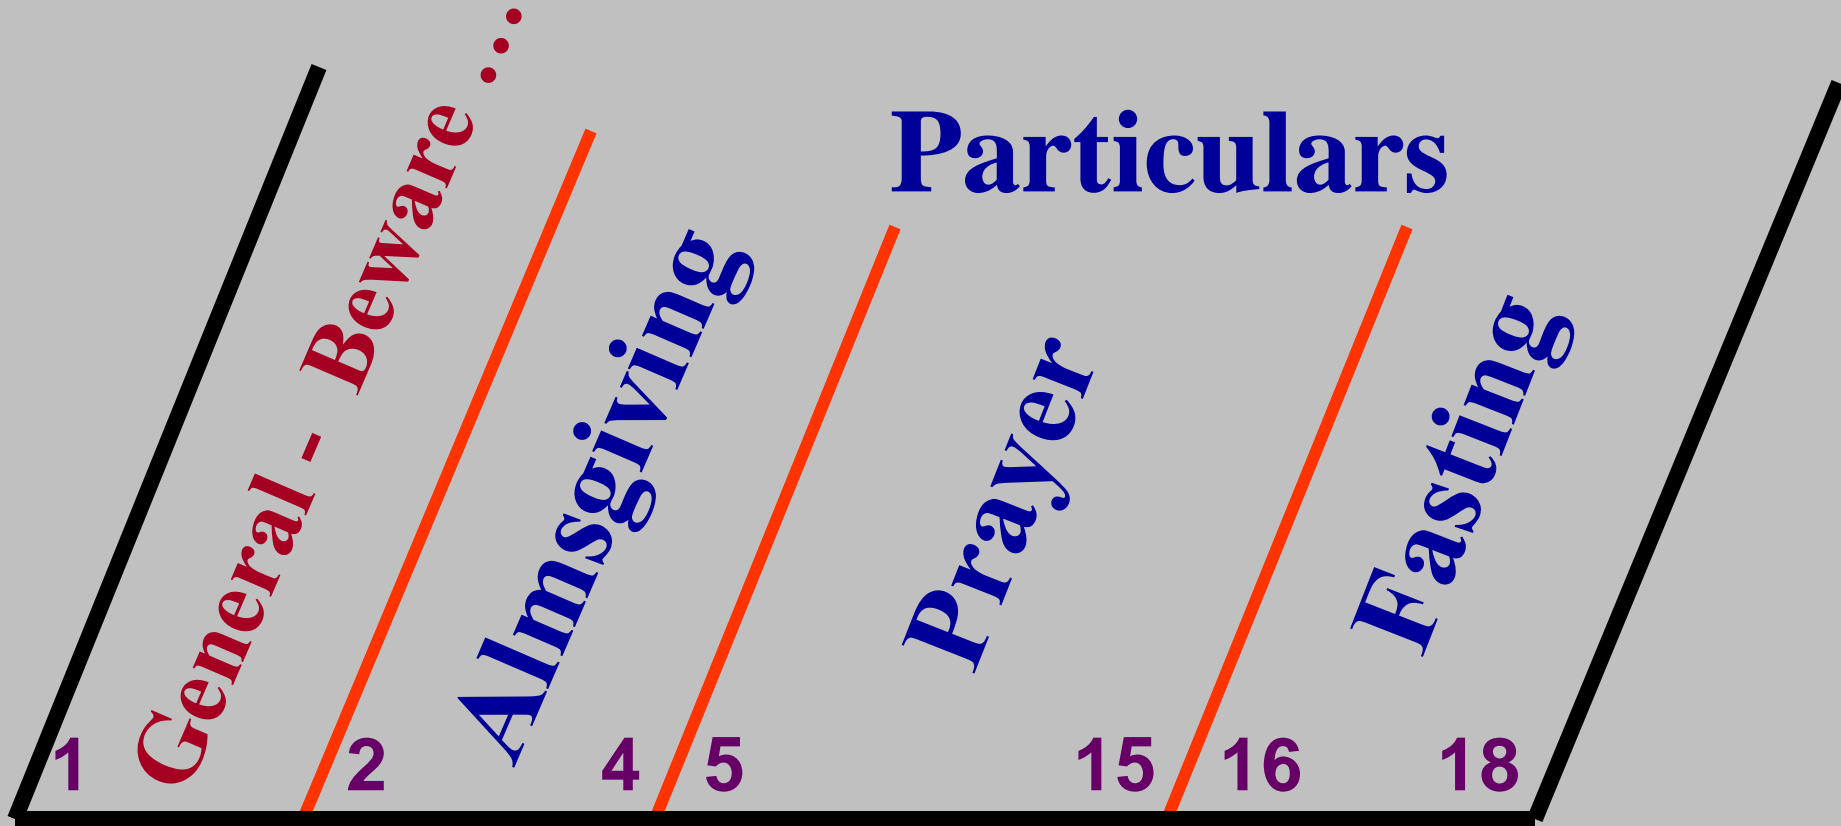 General - Beware ...
Particulars
Almsgiving
Prayer
Fasting
1 2 4 5 15 16 18